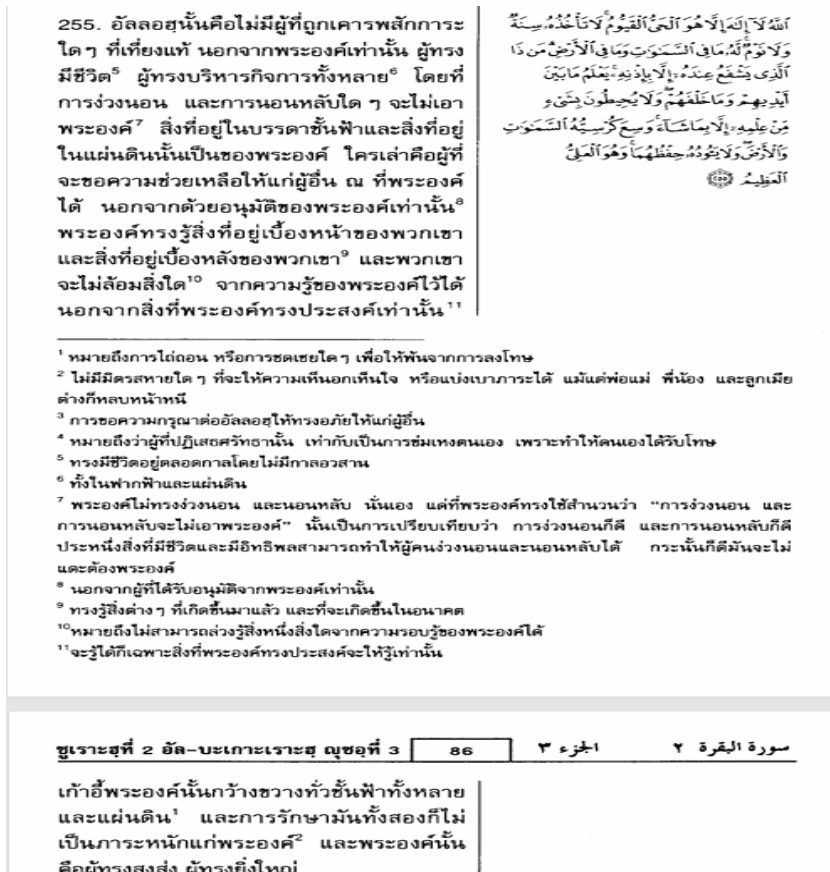 255. อัลลอฮฺนั้นคือไม่มีผู้ที่ถูกเคารพสักการะ
ใด ๆ ที่เที่ยงแท้ นอกจากพระองค์เท่านั้น ผู้ทรง
มีชีวิต⁵ ผู้ทรงบริหารกิจการทั้งหลาย⁶ โดยที่
การง่วงนอน และการนอนหลับใด ๆ จะไม่เอา
พระองค์⁷ สิ่งที่อยู่ในบรรดาชั้นฟ้าและสิ่งที่อยู่
ในแผ่นดินนั้นเป็นของพระองค์ ใครเล่าคือผู้ที่
จะขอความช่วยเหลือให้แก่ผู้อื่น ณ ที่พระองค์
ได้ นอกจากด้วยอนุมัติของพระองค์เท่านั้น⁸
พระองค์ทรงรู้สิ่งที่อยู่เบื้องหน้าของพวกเขา
และสิ่งที่อยู่เบื้องหลังของพวกเขา⁹ และพวกเขา
จะไม่ล้อมสิ่งใด¹⁰ จากความรู้ของพระองค์ไว้ได้
นอกจากสิ่งที่พระองค์ทรงประสงค์เท่านั้น¹¹
ٱللَّهُ لَآ إِلَٰهَ إِلَّا هُوَ ٱلْحَىُّ ٱلْقَيُّومُ ۚ لَا تَأْخُذُهُۥ سِنَةٌ
وَلَا نَوْمٌ ۚ لَّهُۥ مَا فِى ٱلسَّمَٰوَٰتِ وَمَا فِى ٱلْأَرْضِ ۗ مَن ذَا
ٱلَّذِى يَشْفَعُ عِندَهُۥٓ إِلَّا بِإِذْنِهِۦ ۚ يَعْلَمُ مَا بَيْنَ
أَيْدِيهِمْ وَمَا خَلْفَهُمْ ۖ وَلَا يُحِيطُونَ بِشَىْءٍ
مِّنْ عِلْمِهِۦٓ إِلَّا بِمَا شَآءَ ۚ وَسِعَ كُرْسِيُّهُ ٱلسَّمَٰوَٰتِ
وَٱلْأَرْضَ ۖ وَلَا يَـُٔودُهُۥ حِفْظُهُمَا ۚ وَهُوَ ٱلْعَلِىُّ
ٱلْعَظِيمُ ﴿٢٥٥﴾
¹ หมายถึงการไถ่ถอน หรือการชดเชยใด ๆ เพื่อให้พ้นจากการลงโทษ
² ไม่มีมิตรสหายใด ๆ ที่จะให้ความเห็นอกเห็นใจ หรือแบ่งเบาภาระได้ แม้แต่พ่อแม่ พี่น้อง และลูกเมีย
ต่างก็หลบหน้าหนี
³ การขอความกรุณาต่ออัลลอฮฺให้ทรงอภัยให้แก่ผู้อื่น
⁴ หมายถึงว่าผู้ที่ปฏิเสธศรัทธานั้น เท่ากับเป็นการข่มเหงตนเอง เพราะทำให้ตนเองได้รับโทษ
⁵ ทรงมีชีวิตอยู่ตลอดกาลโดยไม่มีกาลอวสาน
⁶ ทั้งในฟากฟ้าและแผ่นดิน
⁷ พระองค์ไม่ทรงง่วงนอน และนอนหลับ นั่นเอง แต่ที่พระองค์ทรงใช้สำนวนว่า “การง่วงนอน และ
การนอนหลับจะไม่เอาพระองค์” นั้นเป็นการเปรียบเทียบว่า การง่วงนอนก็ดี และการนอนหลับก็ดี
ประหนึ่งสิ่งที่มีชีวิตและมีอิทธิพลสามารถทำให้ผู้คนง่วงนอนและนอนหลับได้ กระนั้นก็ดีมันจะไม่
แตะต้องพระองค์
⁸ นอกจากผู้ที่ได้รับอนุมัติจากพระองค์เท่านั้น
⁹ ทรงรู้สิ่งต่าง ๆ ที่เกิดขึ้นมาแล้ว และที่จะเกิดขึ้นในอนาคต
¹⁰หมายถึงไม่สามารถล่วงรู้สิ่งหนึ่งสิ่งใดจากความรอบรู้ของพระองค์ได้
¹¹จะรู้ได้ก็เฉพาะสิ่งที่พระองค์ทรงประสงค์จะให้รู้เท่านั้น
ซูเราะฮฺที่ 2 อัล-บะเกาะเราะฮฺ ญุซอฺที่ 3 86 الجزء ٣ سورة البقرة ٢
เก้าอี้พระองค์นั้นกว้างขวางทั่วชั้นฟ้าทั้งหลาย
และแผ่นดิน¹ และการรักษามันทั้งสองก็ไม่
เป็นภาระหนักแก่พระองค์² และพระองค์นั้น
คือผู้ทรงสูงส่ง ผู้ทรงยิ่งใหญ่